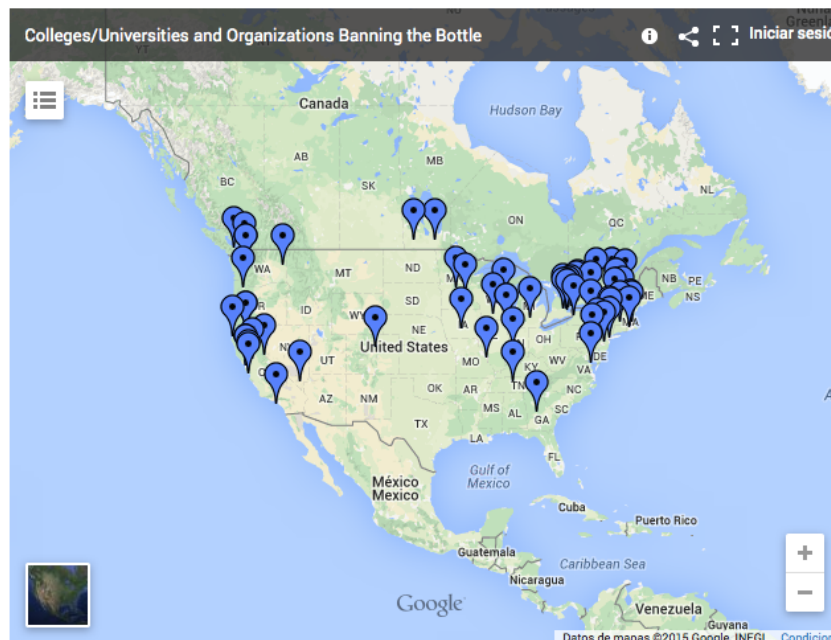 Colleges/Universities and Organizations Banning the Bottle
Iniciar sesió
Canada
Hudson Bay
AB
MB
BC
SK
NL
ON
QC
WA
MT
ND
NB
PE
NS
ME
ID
SD
MA
WY
NE
OH
United States
NV
UT
MO
KY
WV
VA
DE
AZ
NM
OK
AR
TN
NC
MS
AL
SC
GA
TX
LA
FL
México
Mexico
Gulf of
Mexico
Cuba
Puerto Rico
Guatemala
Caribbean Sea
Nicaragua
Google
Venezuela
Guyana
Datos de mapas ©2015 Google, INEGI
Condicion